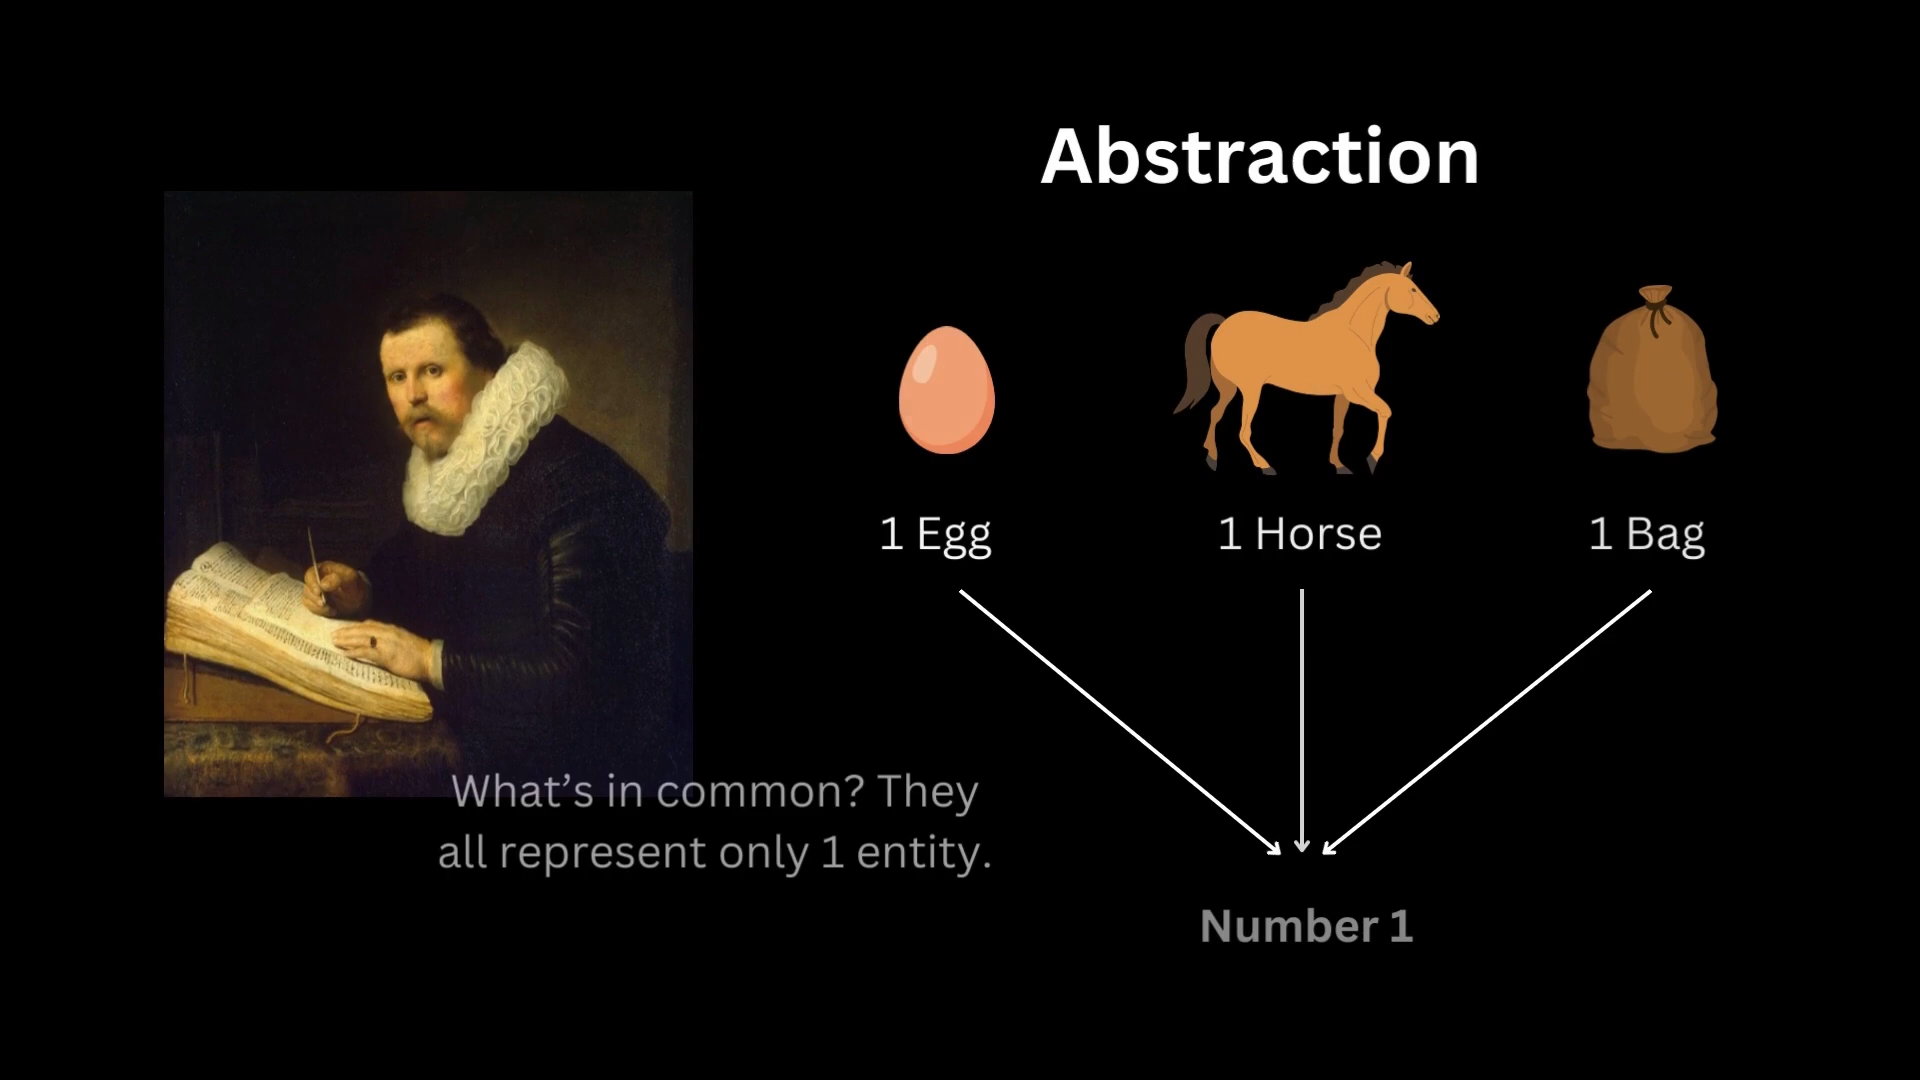 Abstraction
1 Egg
1 Horse
1 Bag
What’s in common? They
all represent only 1 entity.
Number 1